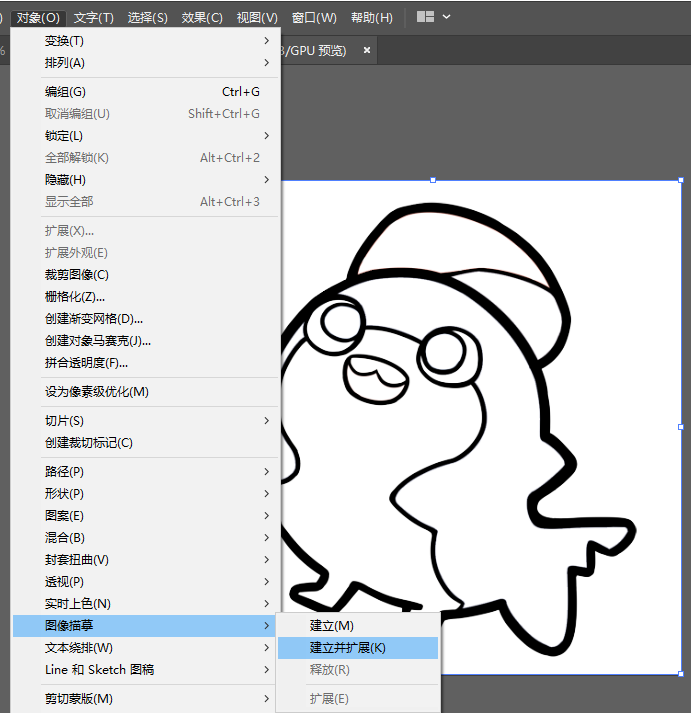 ) 对象(O) 文字(T) 选择(S) 效果(C) 视图(V) 窗口(W) 帮助(H)
% 3/GPU 预览) ×
变换(T)
排列(A)
编组(G) Ctrl+G
取消编组(U) Shift+Ctrl+G
锁定(L)
全部解锁(K) Alt+Ctrl+2
隐藏(H)
显示全部 Alt+Ctrl+3
扩展(X)...
扩展外观(E)
裁剪图像(C)
栅格化(Z)...
创建渐变网格(D)...
创建对象马赛克(J)...
拼合透明度(F)...
设为像素级优化(M)
切片(S)
创建裁切标记(C)
路径(P)
形状(P)
图案(E)
混合(B)
封套扭曲(V)
透视(P)
实时上色(N)
图像描摹 建立(M)
文本绕排(W) 建立并扩展(K)
Line 和 Sketch 图稿 释放(R)
剪切蒙版(M) 扩展(E)